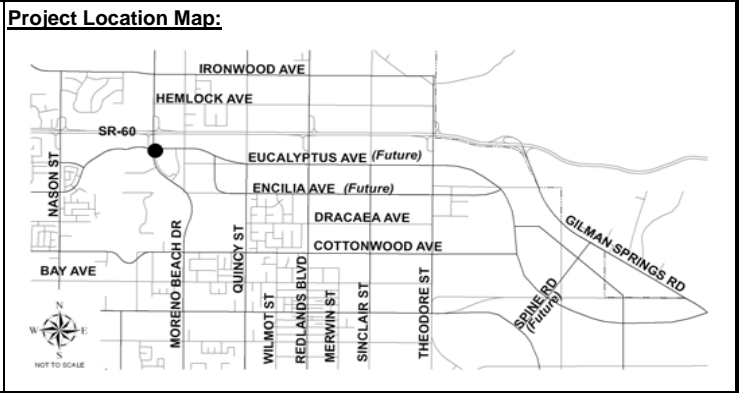 Project Location Map:
IRONWOOD AVE
HEMLOCK AVE
SR-60
EUCALYPTUS AVE (Future)
ENCILIA AVE (Future)
NASON ST
DRACAEA AVE
COTTONWOOD AVE
BAY AVE
MORENO BEACH DR
QUINCY ST
WILMOT ST
REDLANDS BLVD
MERWIN ST
SINCLAIR ST
THEODORE ST
SPINE RD
(Future)
GILMAN SPRINGS RD
N
W E
S
NOT TO SCALE